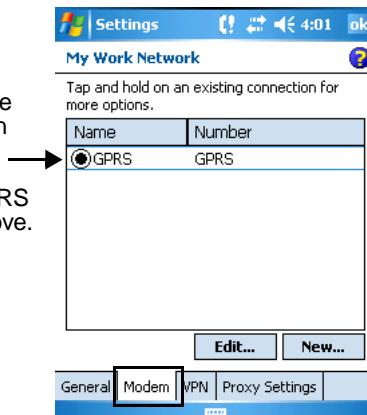 Settings 4:01 ok
My Work Network
Tap and hold on an existing connection for
more options.
Name Number
GPRS GPRS
Edit... New...
General Modem VPN Proxy Settings